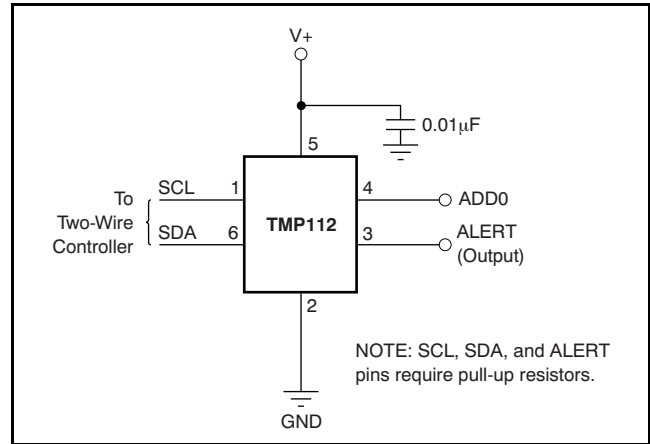 V+
0.01μF
5
To
Two-Wire
Controller
SCL
1
SDA
6
TMP112
4
ADD0
3
ALERT
(Output)
2
NOTE: SCL, SDA, and ALERT
pins require pull-up resistors.
GND